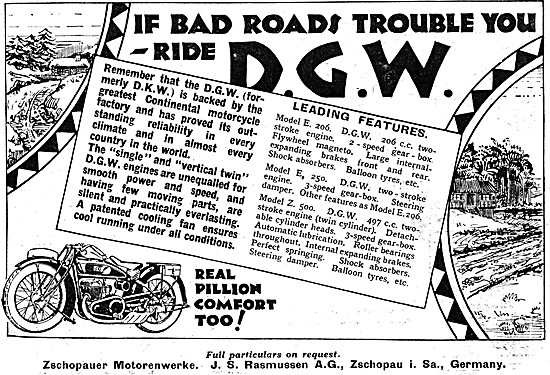 IF BAD ROADS TROUBLE YOU
-RIDE D.G.W.
Remember that the D.G.W. (for-
merly D.K.W.) is backed by the
greatest Continental motorcycle
factory and has proved its out-
standing reliability in every
climate and in almost every
country in the world.
The "single" and "vertical twin"
D.G.W. engines are unequalled for
smooth power and speed, and
having few moving parts, are
silent and practically everlasting.
A patented cooling fan ensures
cool running under all conditions.
LEADING FEATURES.
Model E. 206. D.G.W. 206 c.c. two-
stroke engine. 2-speed gear-box.
Flywheel magneto. Large internal-
expanding brakes front and rear.
Shock absorbers. Balloon tyres, etc.
Model E, 250. D.G.W. two-stroke
engine. 3-speed gear-box. Steering
damper. Other features as Model E.206.
Model Z. 500. D.G.W. 497 c.c. two-
stroke engine (twin cylinder). Detach-
able cylinder heads. 3-speed gear-box.
Automatic lubrication. Roller bearings
throughout. Internal expanding brakes.
Perfect springing. Shock absorbers.
Steering damper. Balloon tyres, etc.
REAL
PILLION
COMFORT
TOO!
Full particulars on request.
Zschopauer Motorenwerke. J. S. Rasmussen A.G., Zschopau i. Sa., Germany.